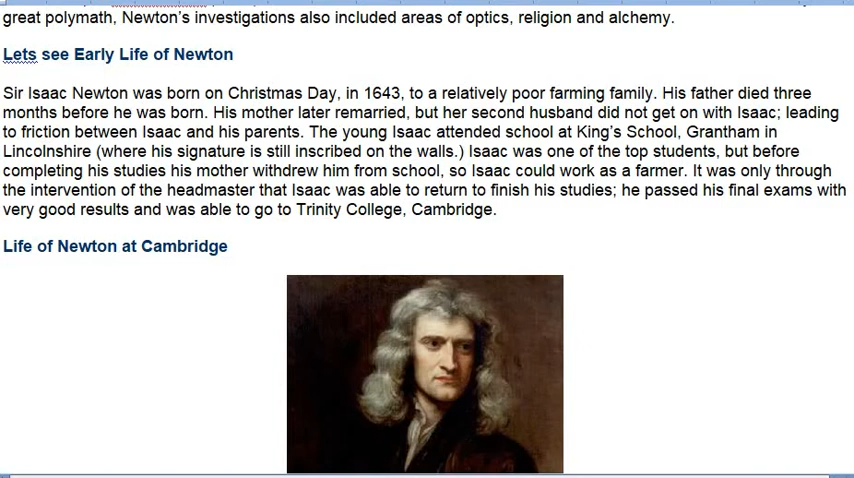 great polymath, Newton’s investigations also included areas of optics, religion and alchemy.
Lets see Early Life of Newton
Sir Isaac Newton was born on Christmas Day, in 1643, to a relatively poor farming family. His father died three
months before he was born. His mother later remarried, but her second husband did not get on with Isaac; leading
to friction between Isaac and his parents. The young Isaac attended school at King’s School, Grantham in
Lincolnshire (where his signature is still inscribed on the walls.) Isaac was one of the top students, but before
completing his studies his mother withdrew him from school, so Isaac could work as a farmer. It was only through
the intervention of the headmaster that Isaac was able to return to finish his studies; he passed his final exams with
very good results and was able to go to Trinity College, Cambridge.
Life of Newton at Cambridge